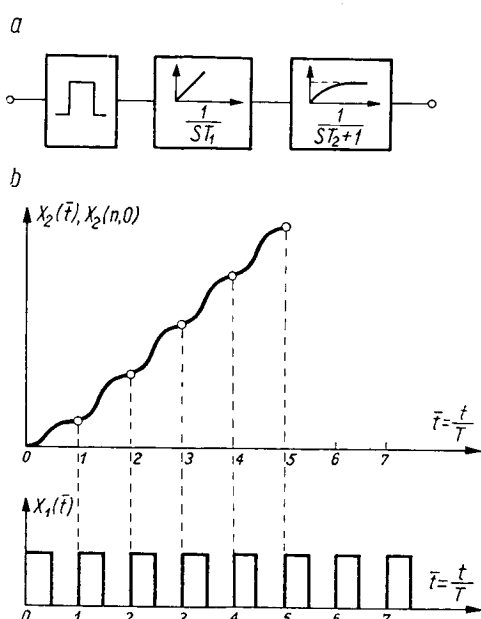 a
1/ST₁
1/ST₂+1
b
X₂(t̄), X₂(n,0)
t̄=t/T
0 1 2 3 4 5 6 7
X₁(t̄)
t̄=t/T
0 1 2 3 4 5 6 7